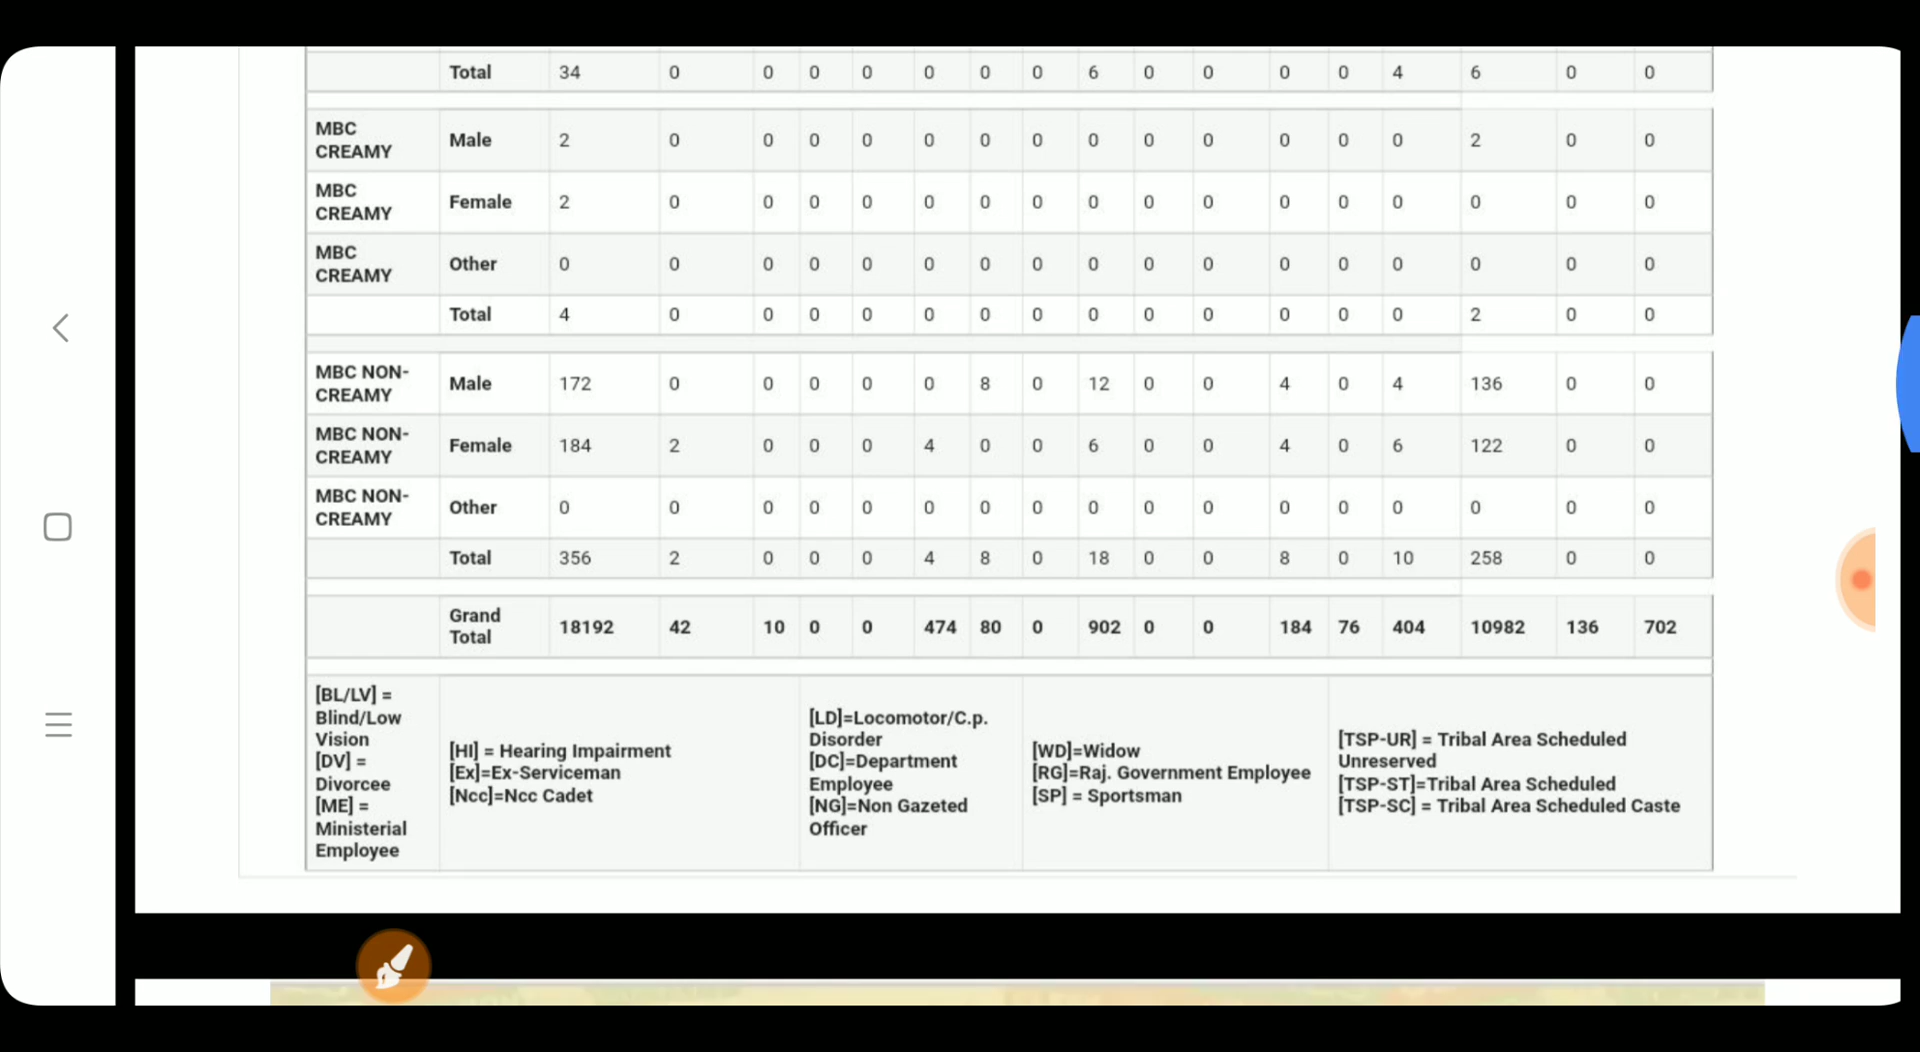 Total 34 0 0 0 0 0 0 0 6 0 0 0 0 4 6 0 0
MBC CREAMY Male 2 0 0 0 0 0 0 0 0 0 0 0 0 0 2 0 0
MBC CREAMY Female 2 0 0 0 0 0 0 0 0 0 0 0 0 0 0 0 0
MBC CREAMY Other 0 0 0 0 0 0 0 0 0 0 0 0 0 0 0 0 0
Total 4 0 0 0 0 0 0 0 0 0 0 0 0 0 2 0 0
MBC NON-CREAMY Male 172 0 0 0 0 0 8 0 12 0 0 4 0 4 136 0 0
MBC NON-CREAMY Female 184 2 0 0 0 4 0 0 6 0 0 4 0 6 122 0 0
MBC NON-CREAMY Other 0 0 0 0 0 0 0 0 0 0 0 0 0 0 0 0 0
Total 356 2 0 0 0 4 8 0 18 0 0 8 0 10 258 0 0
Grand Total 18192 42 10 0 0 474 80 0 902 0 0 184 76 404 10982 136 702
[BL/LV] =
Blind/Low
Vision
[DV] =
Divorcee
[ME] =
Ministerial
Employee
[HI] = Hearing Impairment
[Ex]=Ex-Serviceman
[Ncc]=Ncc Cadet
[LD]=Locomotor/C.p.
Disorder
[DC]=Department
Employee
[NG]=Non Gazeted
Officer
[WD]=Widow
[RG]=Raj. Government Employee
[SP] = Sportsman
[TSP-UR] = Tribal Area Scheduled
Unreserved
[TSP-ST]=Tribal Area Scheduled
[TSP-SC] = Tribal Area Scheduled Caste